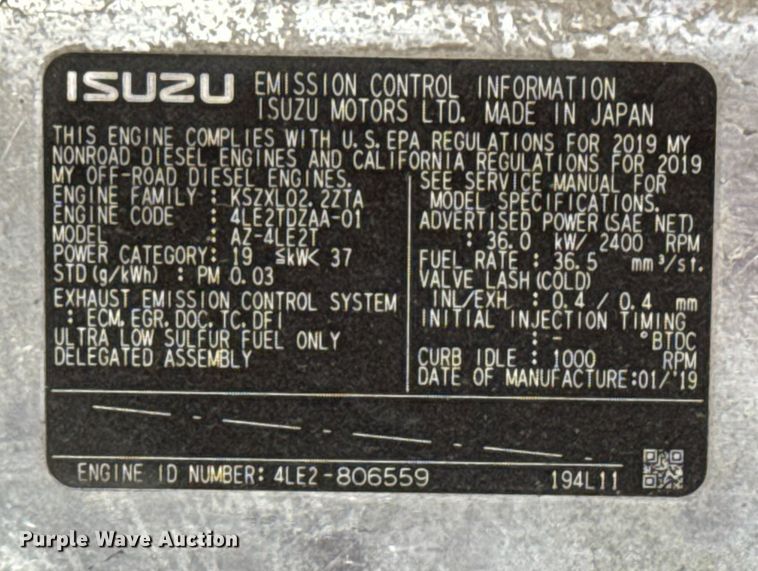 ISUZU EMISSION CONTROL INFORMATION
ISUZU MOTORS LTD. MADE IN JAPAN
THIS ENGINE COMPLIES WITH U.S. EPA REGULATIONS FOR 2019 MY
NONROAD DIESEL ENGINES AND CALIFORNIA REGULATIONS FOR 2019
MY OFF-ROAD DIESEL ENGINES.
ENGINE FAMILY : KSZXL02.2ZTA
ENGINE CODE : 4LE2TDZAA-01
MODEL : AZ-4LE2T
POWER CATEGORY: 19 ≦kW< 37
STD (g/kWh) : PM 0.03
EXHAUST EMISSION CONTROL SYSTEM
: ECM, EGR, DOC, TC, DFI
ULTRA LOW SULFUR FUEL ONLY
DELEGATED ASSEMBLY
SEE SERVICE MANUAL FOR
MODEL SPECIFICATIONS.
ADVERTISED POWER (SAE NET)
: 36.0 kW/ 2400 RPM
FUEL RATE : 36.5 mm³/st.
VALVE LASH (COLD)
INL/EXH : 0.4 / 0.4 mm
INITIAL INJECTION TIMING
: - °BTDC
CURB IDLE : 1000 RPM
DATE OF MANUFACTURE:01/'19
ENGINE ID NUMBER: 4LE2-806559
194L11
Purple Wave Auction